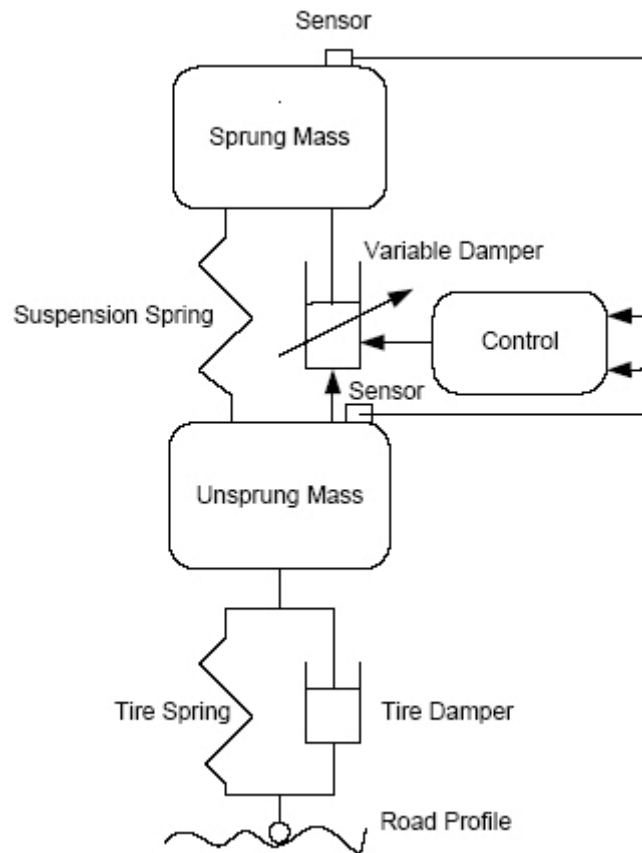 Sensor
Sprung Mass
Variable Damper
Suspension Spring
Control
Sensor
Unsprung Mass
Tire Spring
Tire Damper
Road Profile